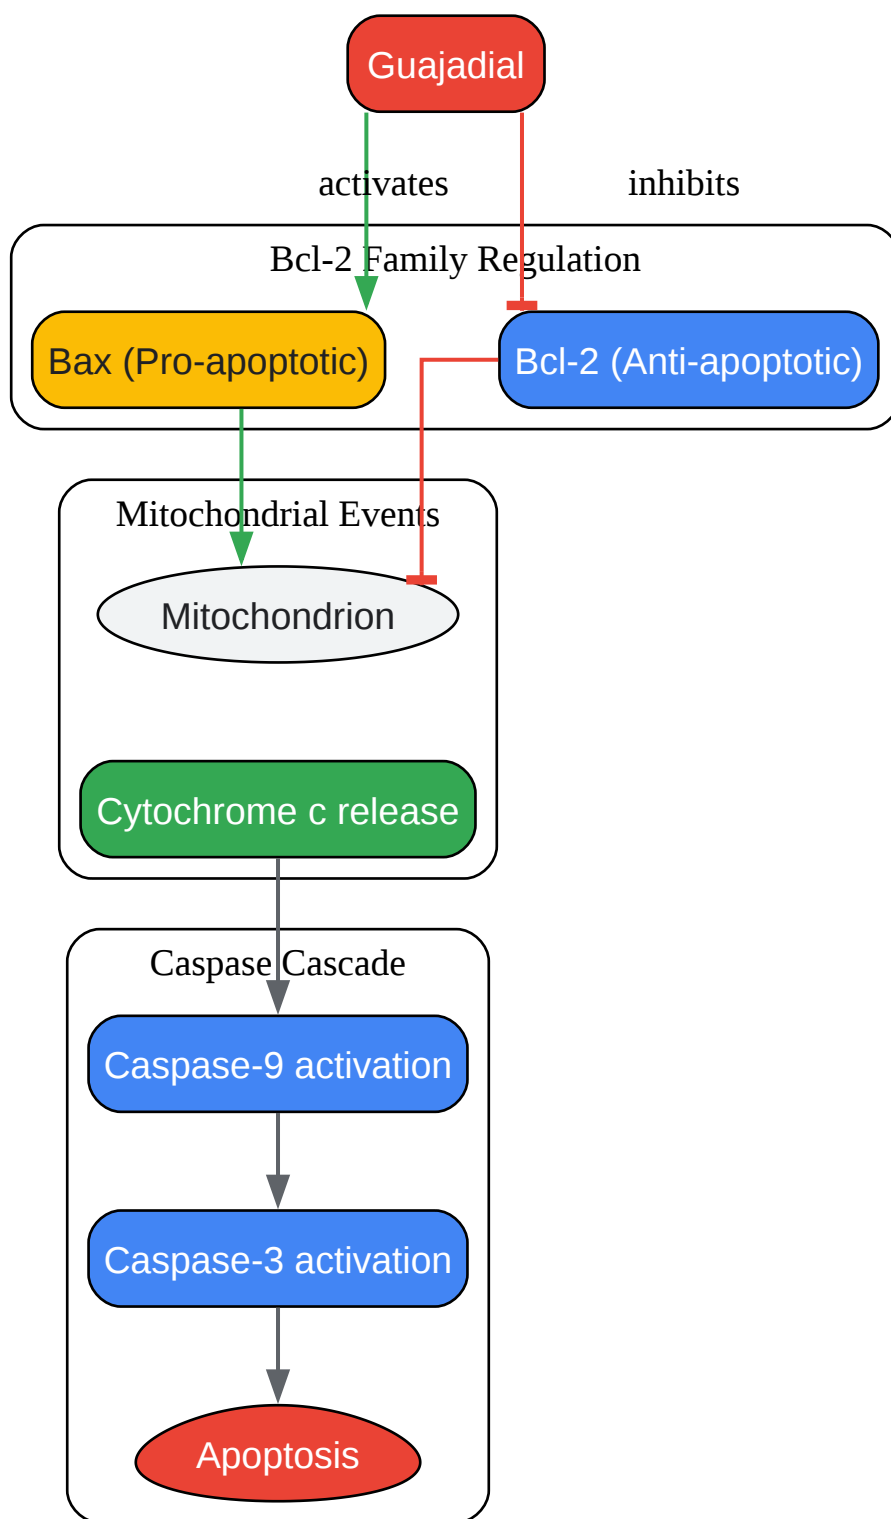 Guajadial
activates
inhibits
Bcl-2 Family Regulation
Bax (Pro-apoptotic)
Bcl-2 (Anti-apoptotic)
Mitochondrial Events
Mitochondrion
Cytochrome c release
Caspase Cascade
Caspase-9 activation
Caspase-3 activation
Apoptosis